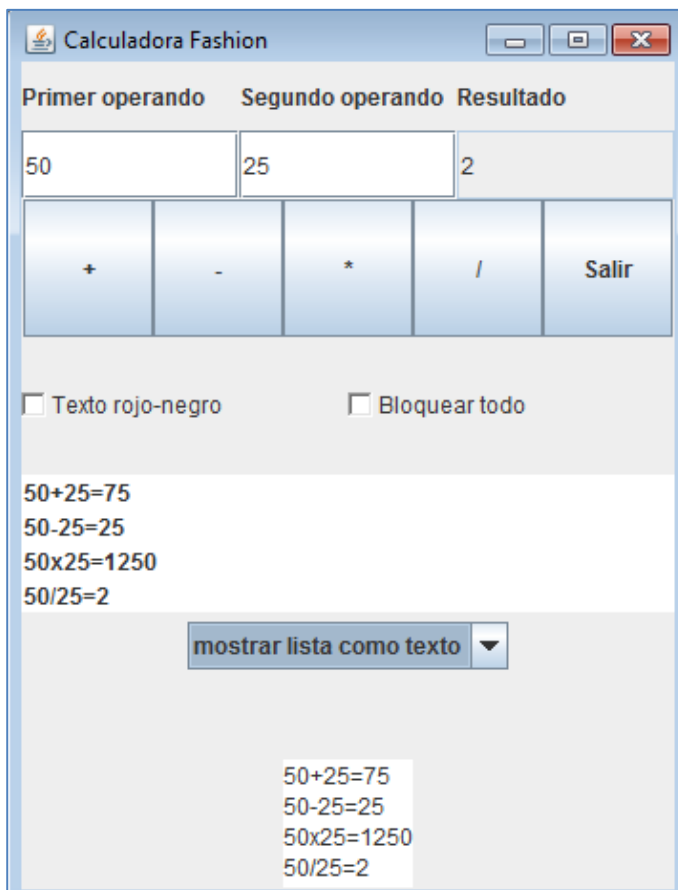 Calculadora Fashion
Primer operando Segundo operando Resultado
50 25 2
+ - * / Salir
Texto rojo-negro Bloquear todo
50+25=75
50-25=25
50x25=1250
50/25=2
mostrar lista como texto
50+25=75
50-25=25
50x25=1250
50/25=2